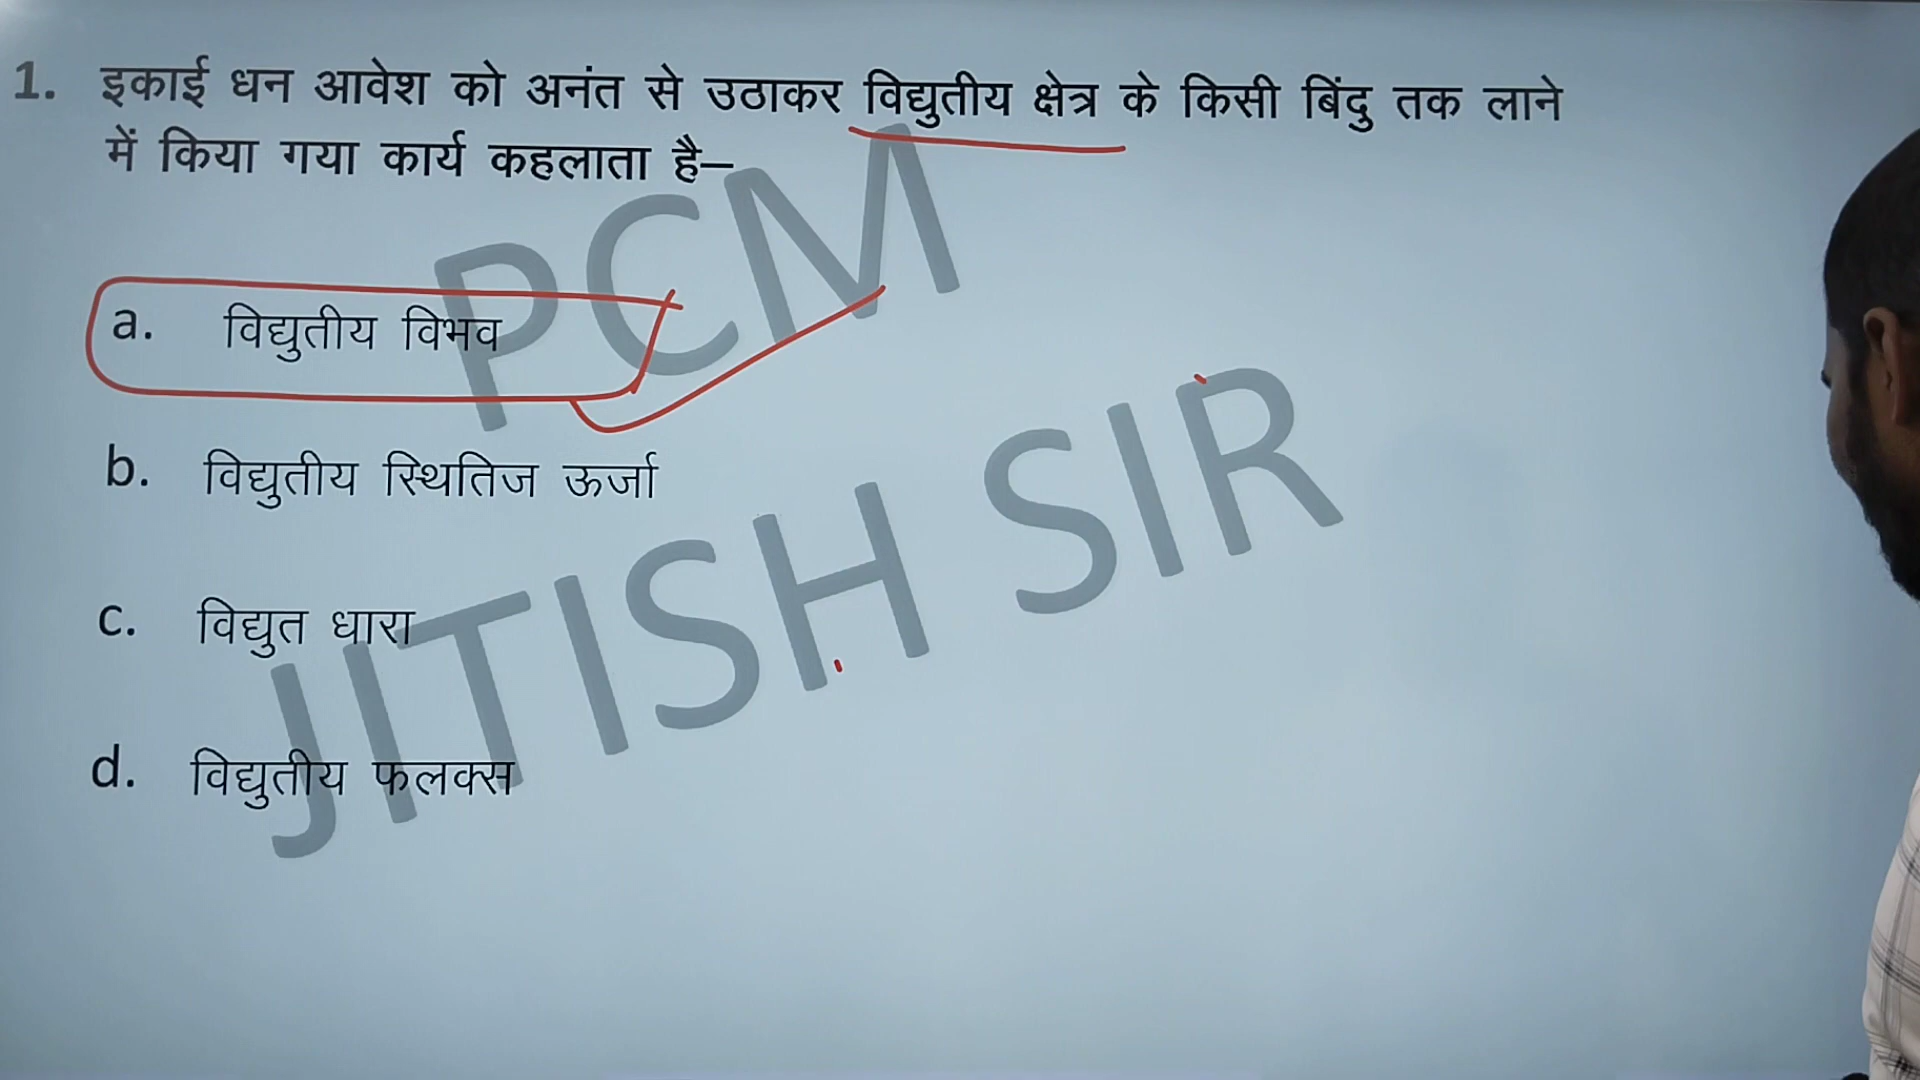 1. इकाई धन आवेश को अनंत से उठाकर विद्युतीय क्षेत्र के किसी बिंदु तक लाने
में किया गया कार्य कहलाता है–
a. विद्युतीय विभव
b. विद्युतीय स्थितिज ऊर्जा
c. विद्युत धारा
d. विद्युतीय फलक्स
PCM
JITISH SIR